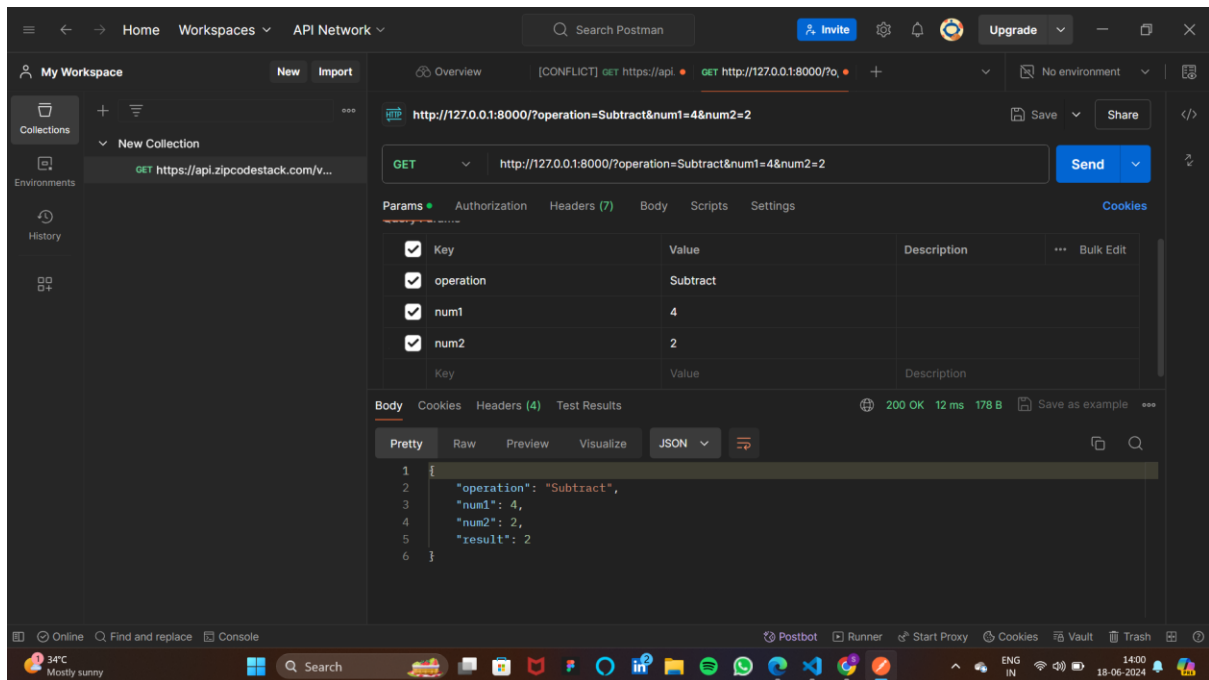 Home Workspaces API Network Search Postman Invite Upgrade
My Workspace New Import Overview [CONFLICT] GET https://api. GET http://127.0.0.1:8000/?o No environment
Collections
Environments
History
New Collection
GET https://api.zipcodestack.com/v...
HTTP http://127.0.0.1:8000/?operation=Subtract&num1=4&num2=2 Save Share
GET http://127.0.0.1:8000/?operation=Subtract&num1=4&num2=2 Send
Params Authorization Headers (7) Body Scripts Settings Cookies
Query Params
Key Value Description Bulk Edit
operation Subtract
num1 4
num2 2
Key Value Description
Body Cookies Headers (4) Test Results 200 OK 12 ms 178 B Save as example
Pretty Raw Preview Visualize JSON
1 {
2 "operation": "Subtract",
3 "num1": 4,
4 "num2": 2,
5 "result": 2
6 }
Online Find and replace Console Postbot Runner Start Proxy Cookies Vault Trash
34°C
Mostly sunny
Search
ENG
IN
14:00
18-06-2024